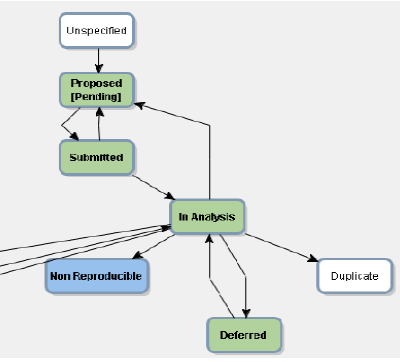 Unspecified
Proposed
[Pending]
Submitted
In Analysis
Non Reproducible
Duplicate
Deferred